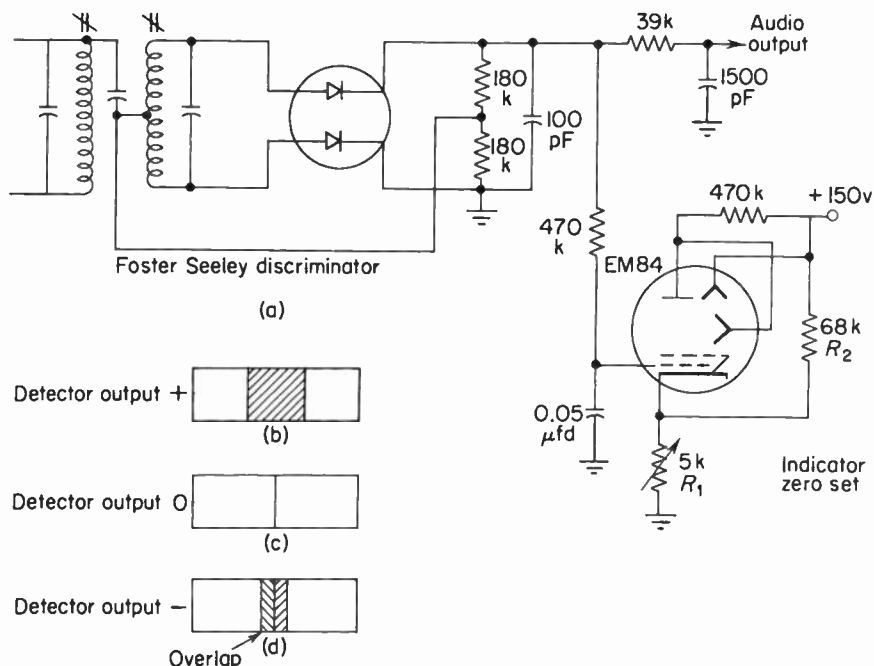 39k
Audio
output
1500
pF
180
k
180
k
100
pF
470k
+150v
470
k
EM84
68k
R2
0.05
μfd
5k
R1
Indicator
zero set
Foster Seeley discriminator
(a)
Detector output +
(b)
Detector output 0
(c)
Detector output –
Overlap
(d)